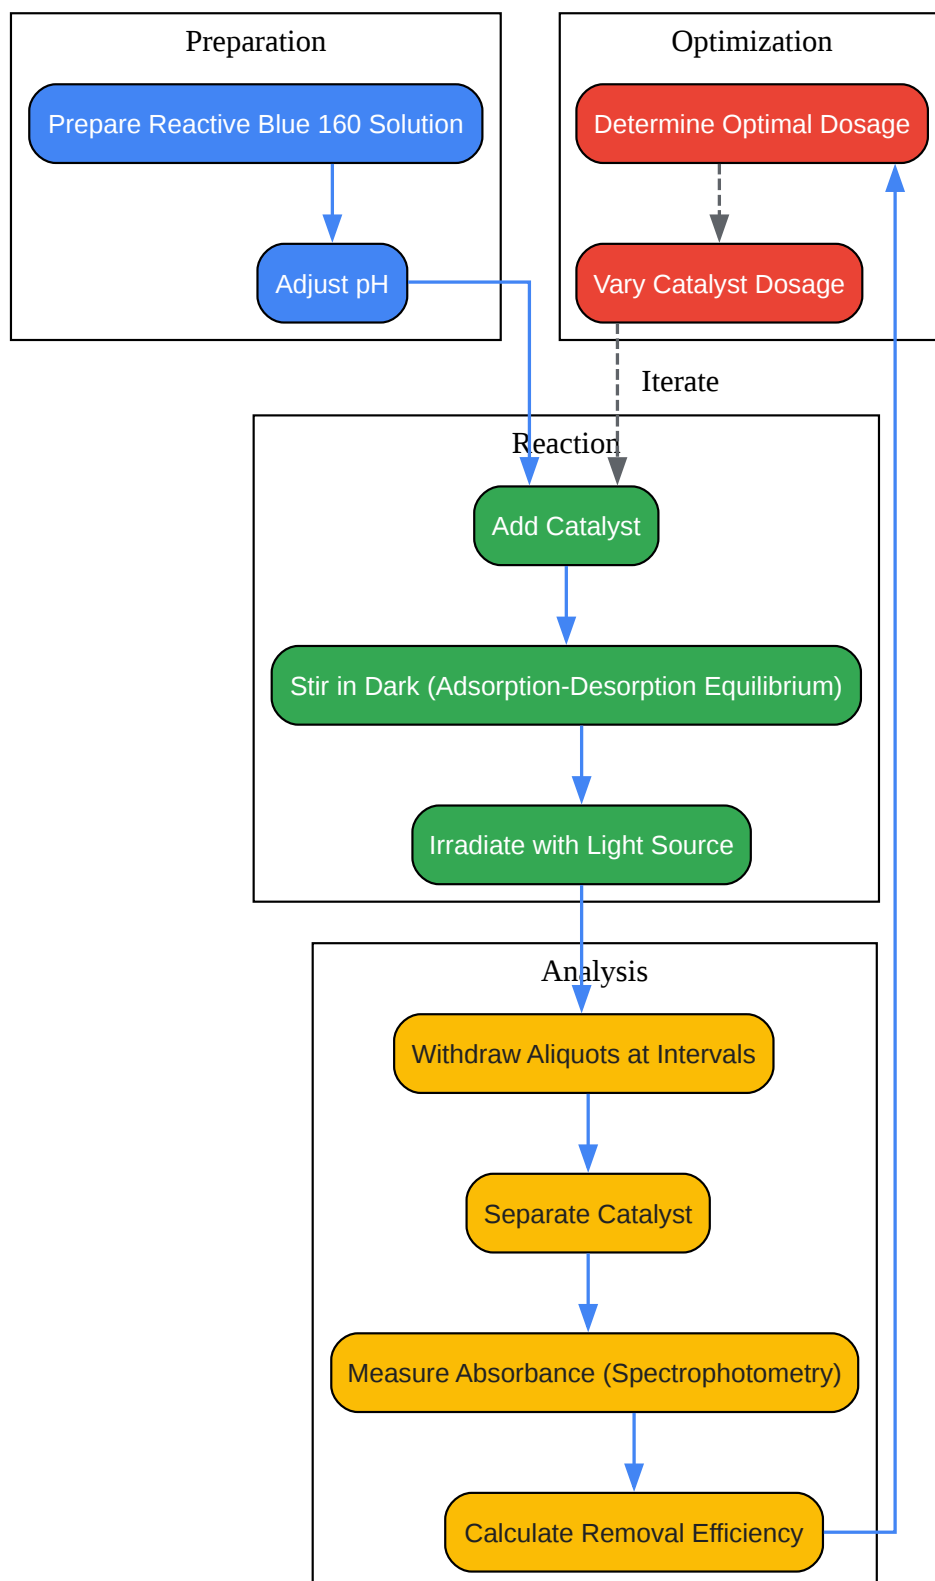 Preparation
Prepare Reactive Blue 160 Solution
Adjust pH
Optimization
Determine Optimal Dosage
Vary Catalyst Dosage
Iterate
Reaction
Add Catalyst
Stir in Dark (Adsorption-Desorption Equilibrium)
Irradiate with Light Source
Analysis
Withdraw Aliquots at Intervals
Separate Catalyst
Measure Absorbance (Spectrophotometry)
Calculate Removal Efficiency